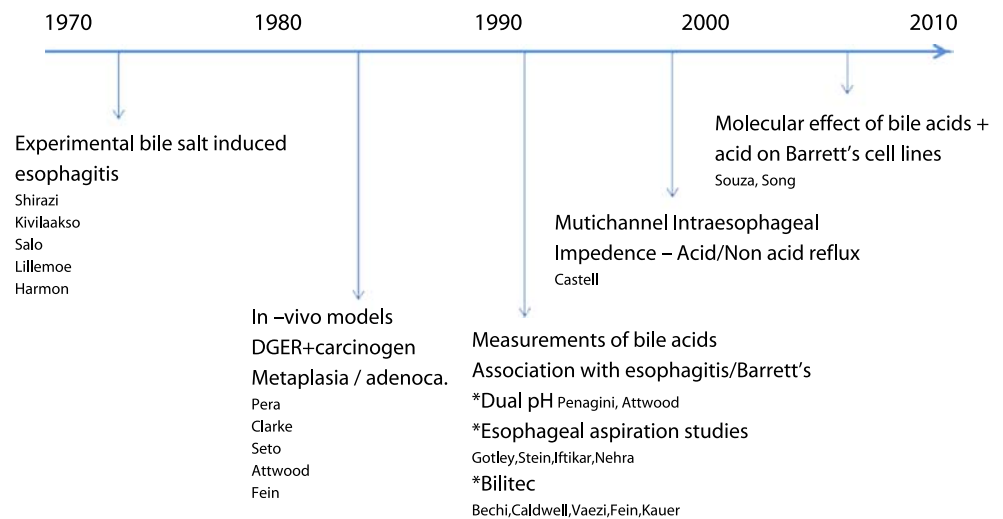 1970 1980 1990 2000 2010
Experimental bile salt induced
esophagitis
Shirazi
Kivilaakso
Salo
Lillemoe
Harmon
In –vivo models
DGER+carcinogen
Metaplasia / adenoca.
Pera
Clarke
Seto
Attwood
Fein
Measurements of bile acids
Association with esophagitis/Barrett's
*Dual pH Penagini, Attwood
*Esophageal aspiration studies
Gotley,Stein,Iftikar,Nehra
*Bilitec
Bechi,Caldwell,Vaezi,Fein,Kauer
Mutichannel Intraesophageal
Impedence – Acid/Non acid reflux
Castell
Molecular effect of bile acids +
acid on Barrett's cell lines
Souza, Song